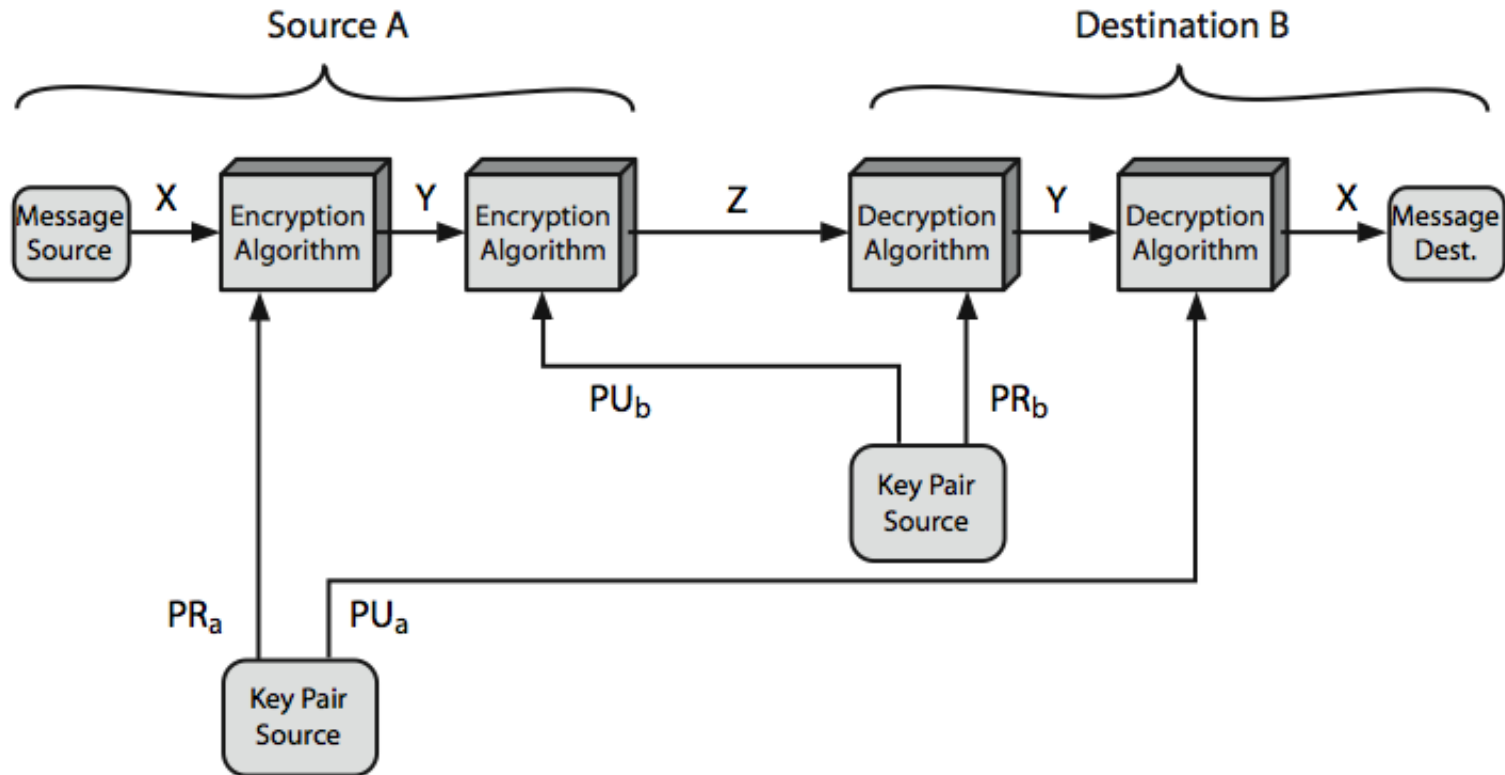 Source A
Destination B
Message
Source
X
Encryption
Algorithm
Y
Encryption
Algorithm
Z
Decryption
Algorithm
Y
Decryption
Algorithm
X
Message
Dest.
PUb
PRb
Key Pair
Source
PRa
PUa
Key Pair
Source